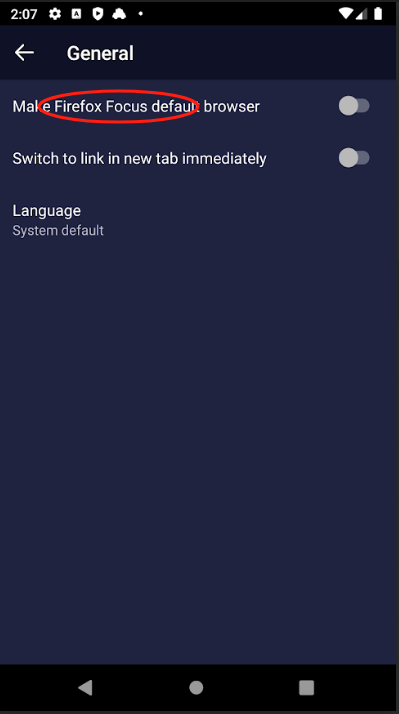 2:07
General
Make Firefox Focus default browser
Switch to link in new tab immediately
Language
System default